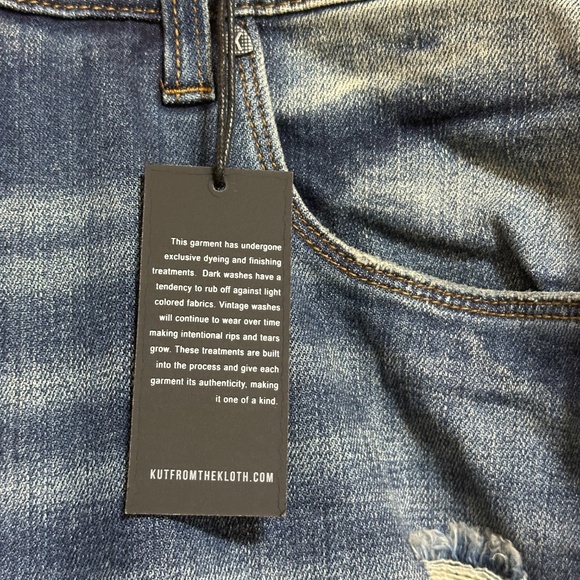 This garment has undergone
exclusive dyeing and finishing
treatments. Dark washes have a
tendency to rub off against light
colored fabrics. Vintage washes
will continue to wear over time
making intentional rips and tears
grow. These treatments are built
into the process and give each
garment its authenticity, making
it one of a kind.
KUTFROMTHEKLOTH.COM